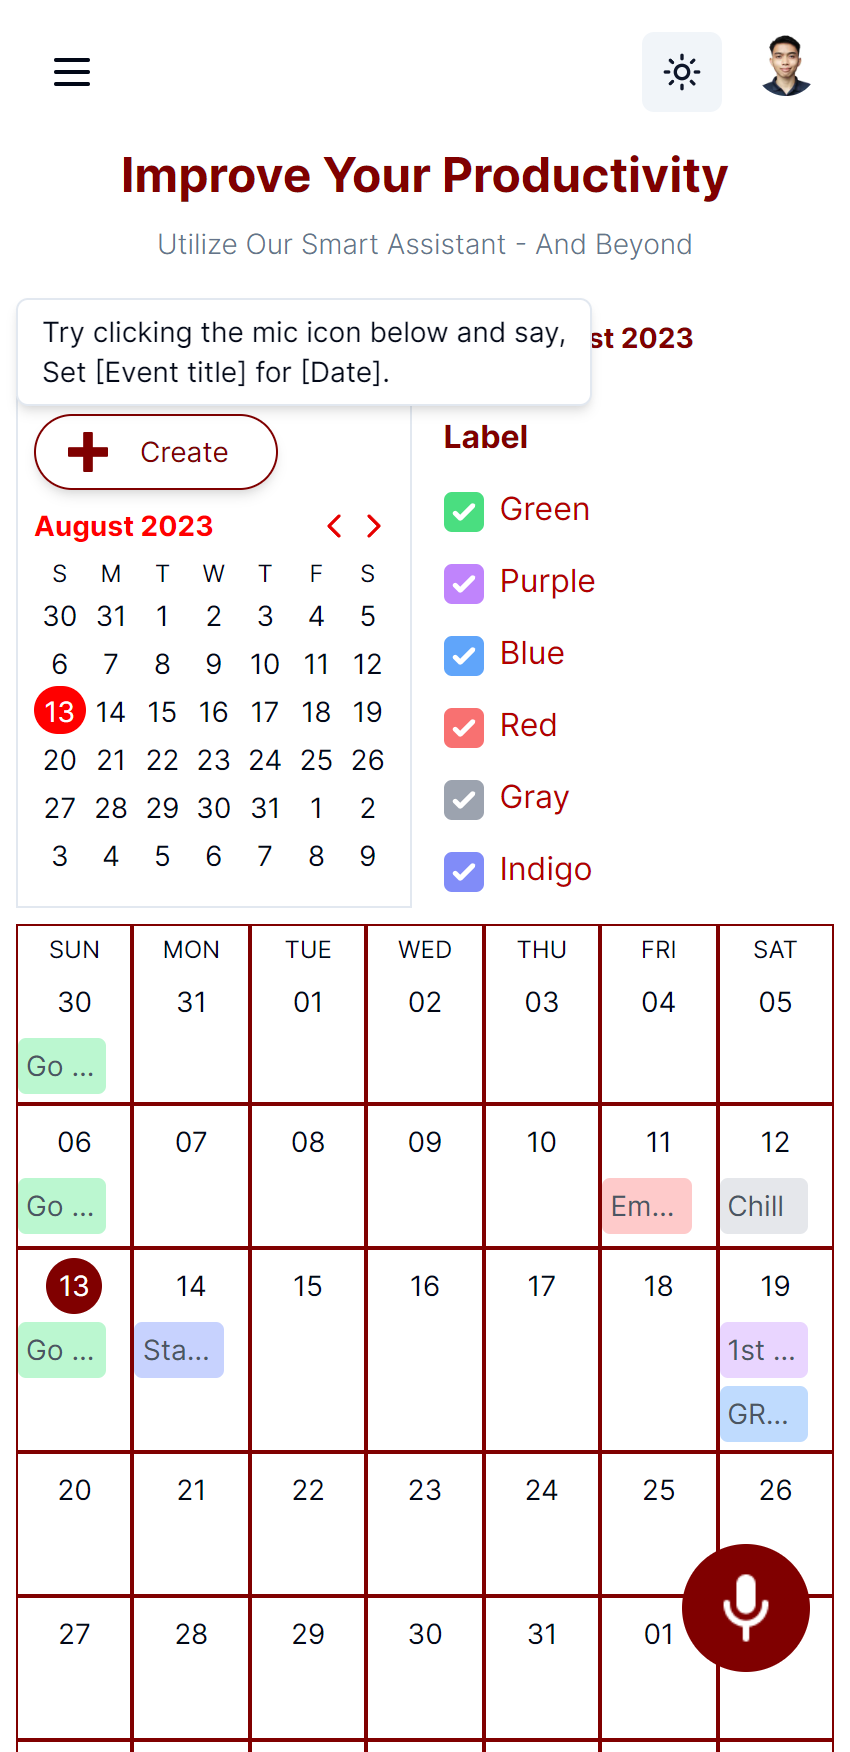 Improve Your Productivity
Utilize Our Smart Assistant - And Beyond
Try clicking the mic icon below and say,
Set [Event title] for [Date].
st 2023
Create
August 2023
S M T W T F S
30 31 1 2 3 4 5
6 7 8 9 10 11 12
13 14 15 16 17 18 19
20 21 22 23 24 25 26
27 28 29 30 31 1 2
3 4 5 6 7 8 9
Label
Green
Purple
Blue
Red
Gray
Indigo
SUN MON TUE WED THU FRI SAT
30 31 01 02 03 04 05
Go ...
06 07 08 09 10 11 12
Go ... Em... Chill
13 14 15 16 17 18 19
Go ... Sta... 1st ...
GR...
20 21 22 23 24 25 26
27 28 29 30 31 01